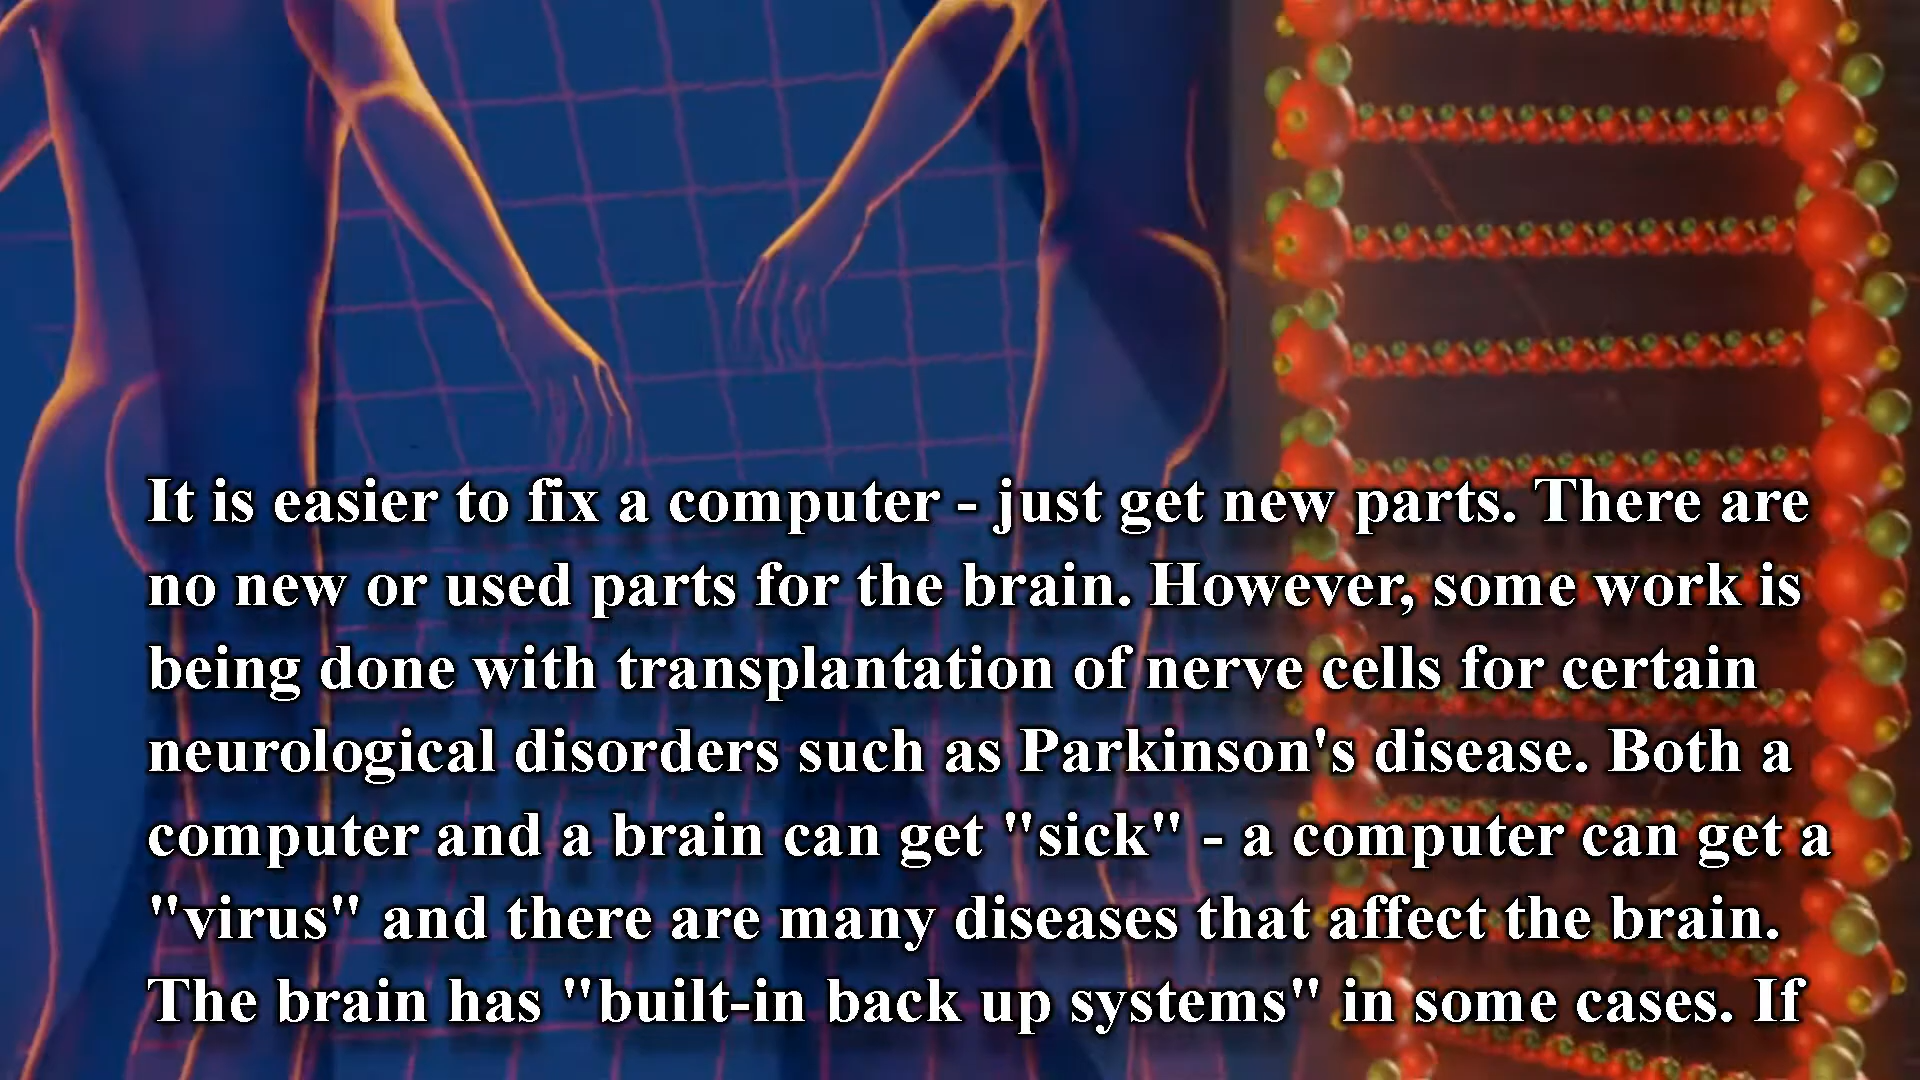 It is easier to fix a computer - just get new parts. There are
no new or used parts for the brain. However, some work is
being done with transplantation of nerve cells for certain
neurological disorders such as Parkinson's disease. Both a
computer and a brain can get "sick" - a computer can get a
"virus" and there are many diseases that affect the brain.
The brain has "built-in back up systems" in some cases. If